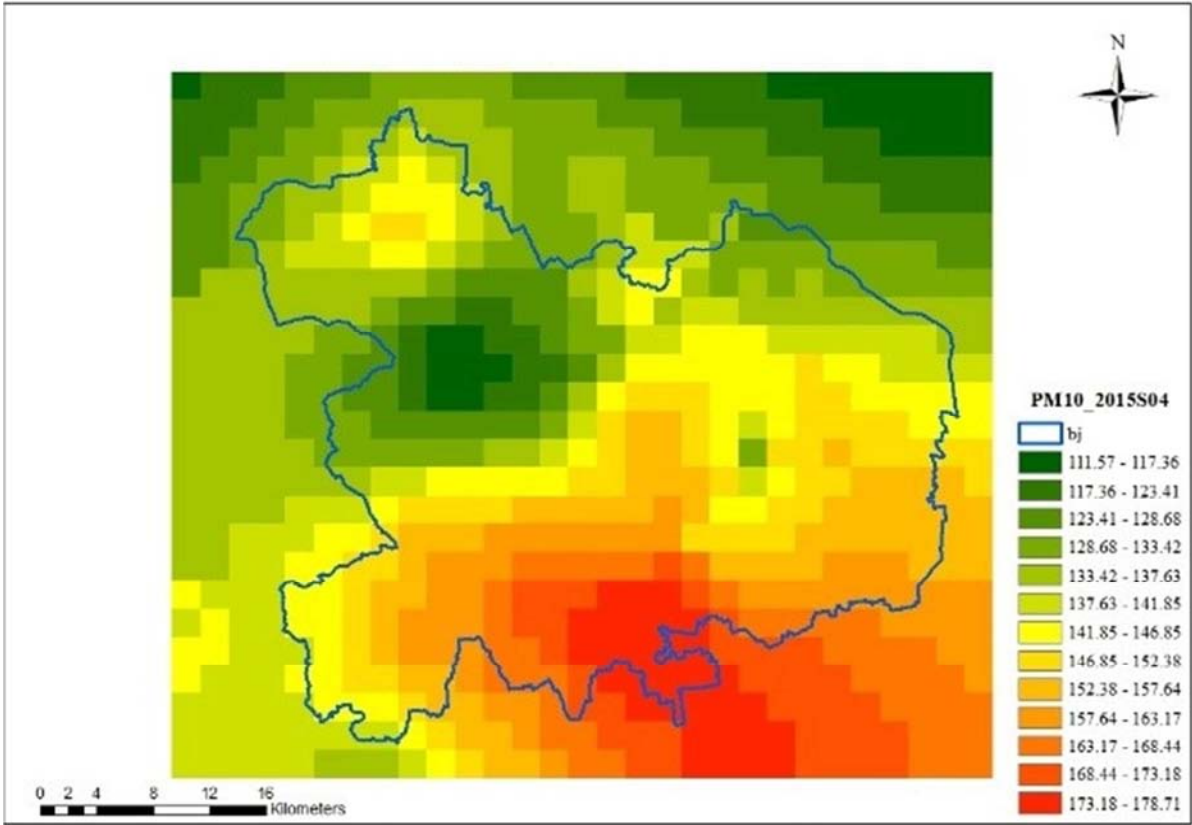 N
PM10_2015S04
bj
111.57 - 117.36
117.36 - 123.41
123.41 - 128.68
128.68 - 133.42
133.42 - 137.63
137.63 - 141.85
141.85 - 146.85
146.85 - 152.38
152.38 - 157.64
157.64 - 163.17
163.17 - 168.44
168.44 - 173.18
173.18 - 178.71
0 2 4 8 12 16
Kilometers